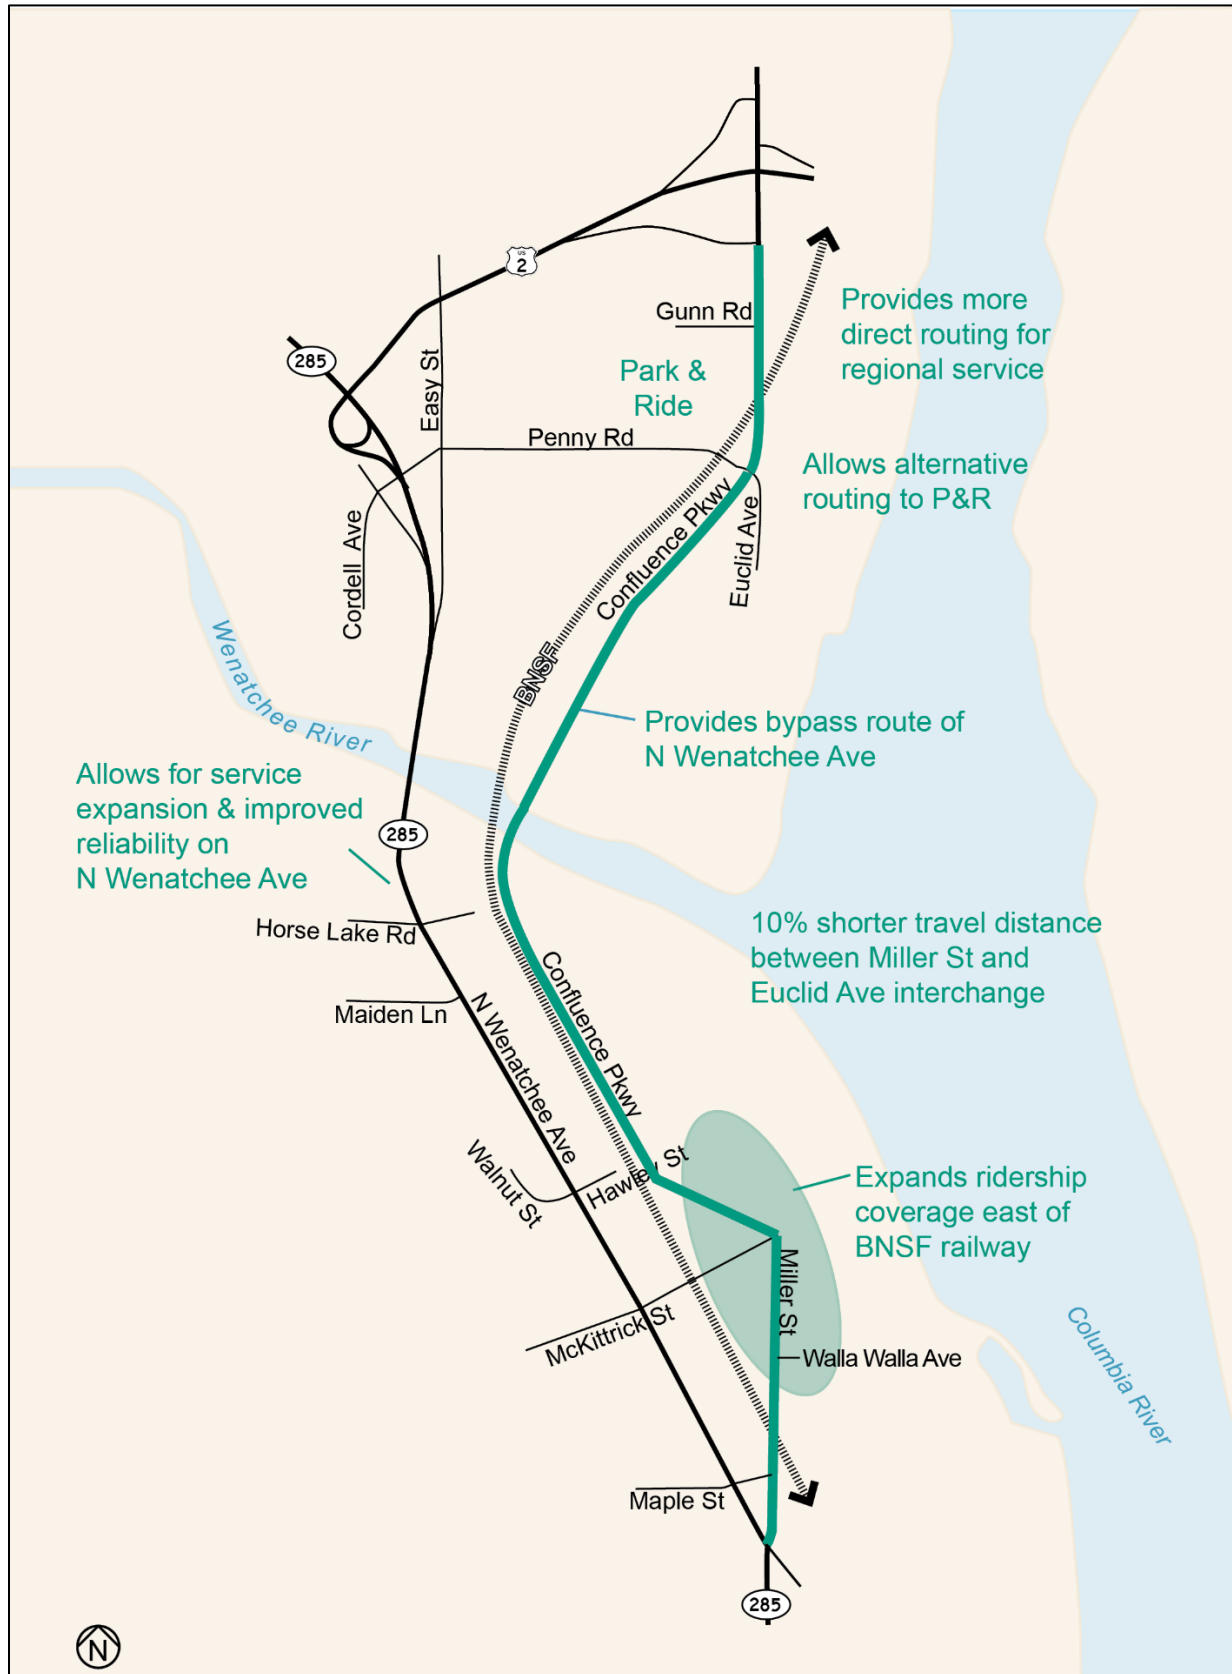 US
2
Gunn Rd
Provides more
direct routing for
regional service
285
Easy St
Park &
Ride
Penny Rd
Allows alternative
routing to P&R
Cordell Ave
Confluence Pkwy
Euclid Ave
BNSF
Wenatchee River
Provides bypass route of
N Wenatchee Ave
Allows for service
expansion & improved
reliability on
N Wenatchee Ave
285
Horse Lake Rd
10% shorter travel distance
between Miller St and
Euclid Ave interchange
Maiden Ln
N Wenatchee Ave
Confluence Pkwy
Walnut St
Hawley St
Expands ridership
coverage east of
BNSF railway
Miller St
McKittrick St
Walla Walla Ave
Columbia River
Maple St
285
N